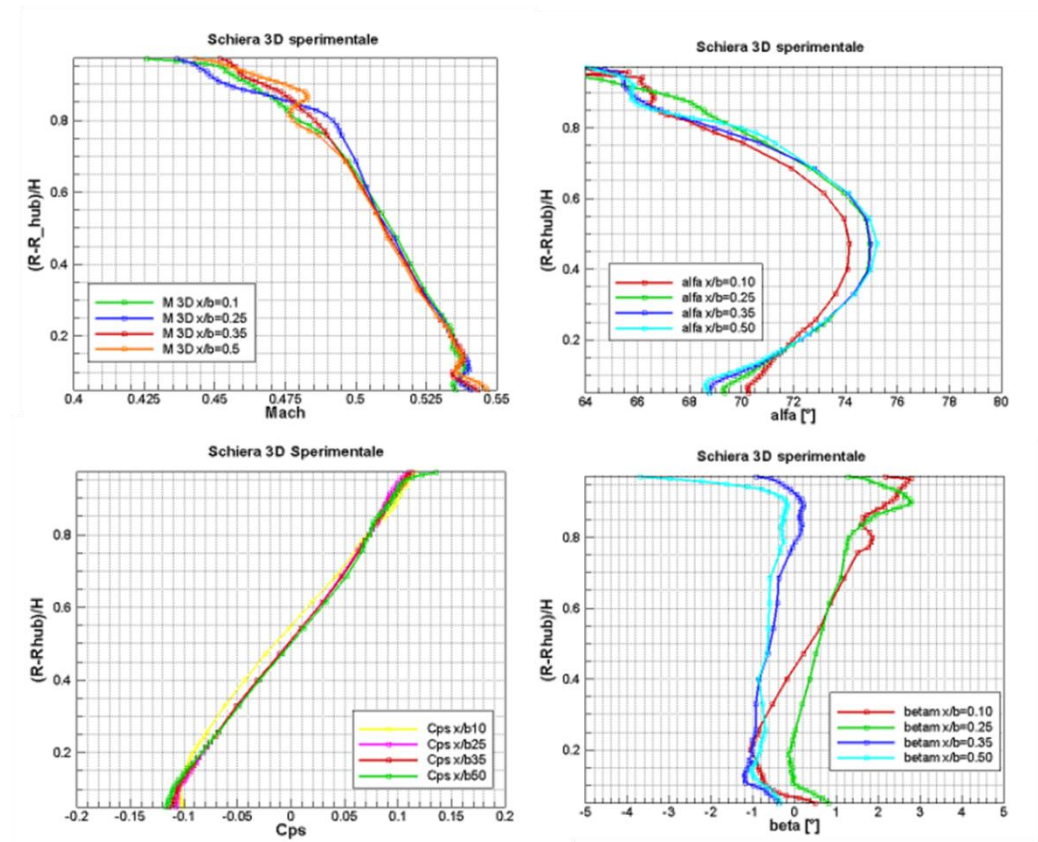 Schiera 3D sperimentale
(R-R_hub)/H
0.8
0.6
0.4
0.2
M 3D x/b=0.1
M 3D x/b=0.25
M 3D x/b=0.35
M 3D x/b=0.5
0.4 0.425 0.45 0.475 0.5 0.525 0.55
Mach
Schiera 3D sperimentale
(R-Rhub)/H
0.8
0.6
0.4
0.2
alfa x/b=0.10
alfa x/b=0.25
alfa x/b=0.35
alfa x/b=0.50
64 66 68 70 72 74 76 78 80
alfa [°]
Schiera 3D Sperimentale
(R-Rhub)/H
0.8
0.6
0.4
0.2
Cps x/b10
Cps x/b25
Cps x/b35
Cps x/b50
-0.2 -0.15 -0.1 -0.05 0 0.05 0.1 0.15 0.2
Cps
Schiera 3D sperimentale
(R-Rhub)/H
0.8
0.6
0.4
0.2
betam x/b=0.10
betam x/b=0.25
betam x/b=0.35
betam x/b=0.50
-5 -4 -3 -2 -1 0 1 2 3 4 5
beta [°]